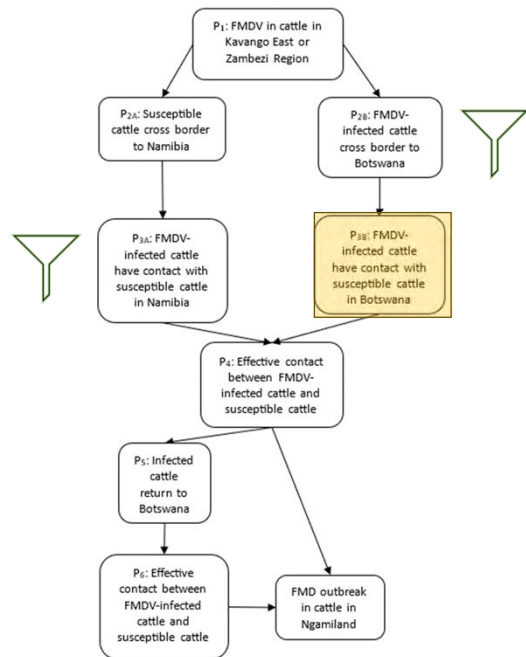 P₁: FMDV in cattle in
Kavango East or
Zambezi Region
P₂ₐ: Susceptible
cattle cross border
to Namibia
P₂B: FMDV-
infected cattle
cross border to
Botswana
P₃ₐ: FMDV-
infected cattle
have contact with
susceptible cattle
in Namibia
P₃B: FMDV-
infected cattle
have contact with
susceptible cattle
in Botswana
P₄: Effective contact
between FMDV-
infected cattle and
susceptible cattle
P₅: Infected
cattle
return to
Botswana
P₆: Effective
contact between
FMDV-infected
cattle and
susceptible cattle
FMD outbreak
in cattle in
Ngamiland